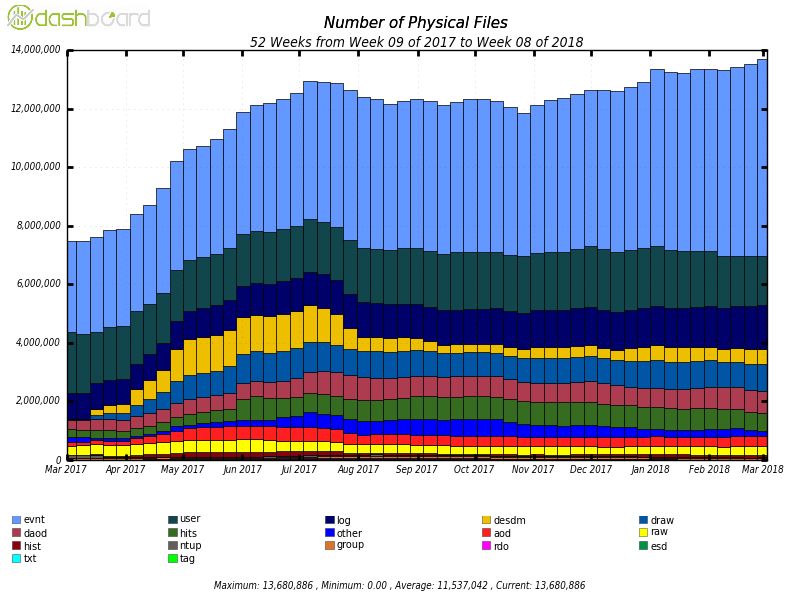 dashboard
Number of Physical Files
52 Weeks from Week 09 of 2017 to Week 08 of 2018
14,000,000
12,000,000
10,000,000
8,000,000
6,000,000
4,000,000
2,000,000
0
Mar 2017 Apr 2017 May 2017 Jun 2017 Jul 2017 Aug 2017 Sep 2017 Oct 2017 Nov 2017 Dec 2017 Jan 2018 Feb 2018 Mar 2018
evnt user log desdm draw
daod hits other aod raw
hist ntup group rdo esd
txt tag
Maximum: 13,680,886 , Minimum: 0.00 , Average: 11,537,042 , Current: 13,680,886